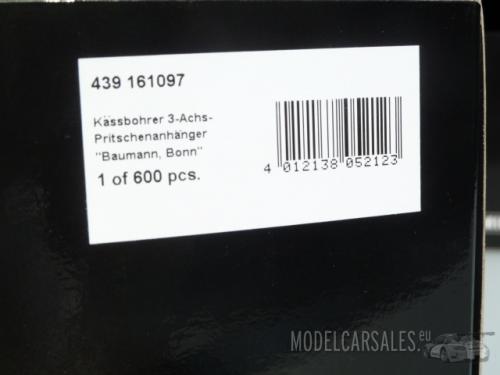 439 161097
Kässbohrer 3-Achs-
Pritschenanhänger
"Baumann, Bonn"
1 of 600 pcs.
4 012138 052123
MODELCARSALES.eu